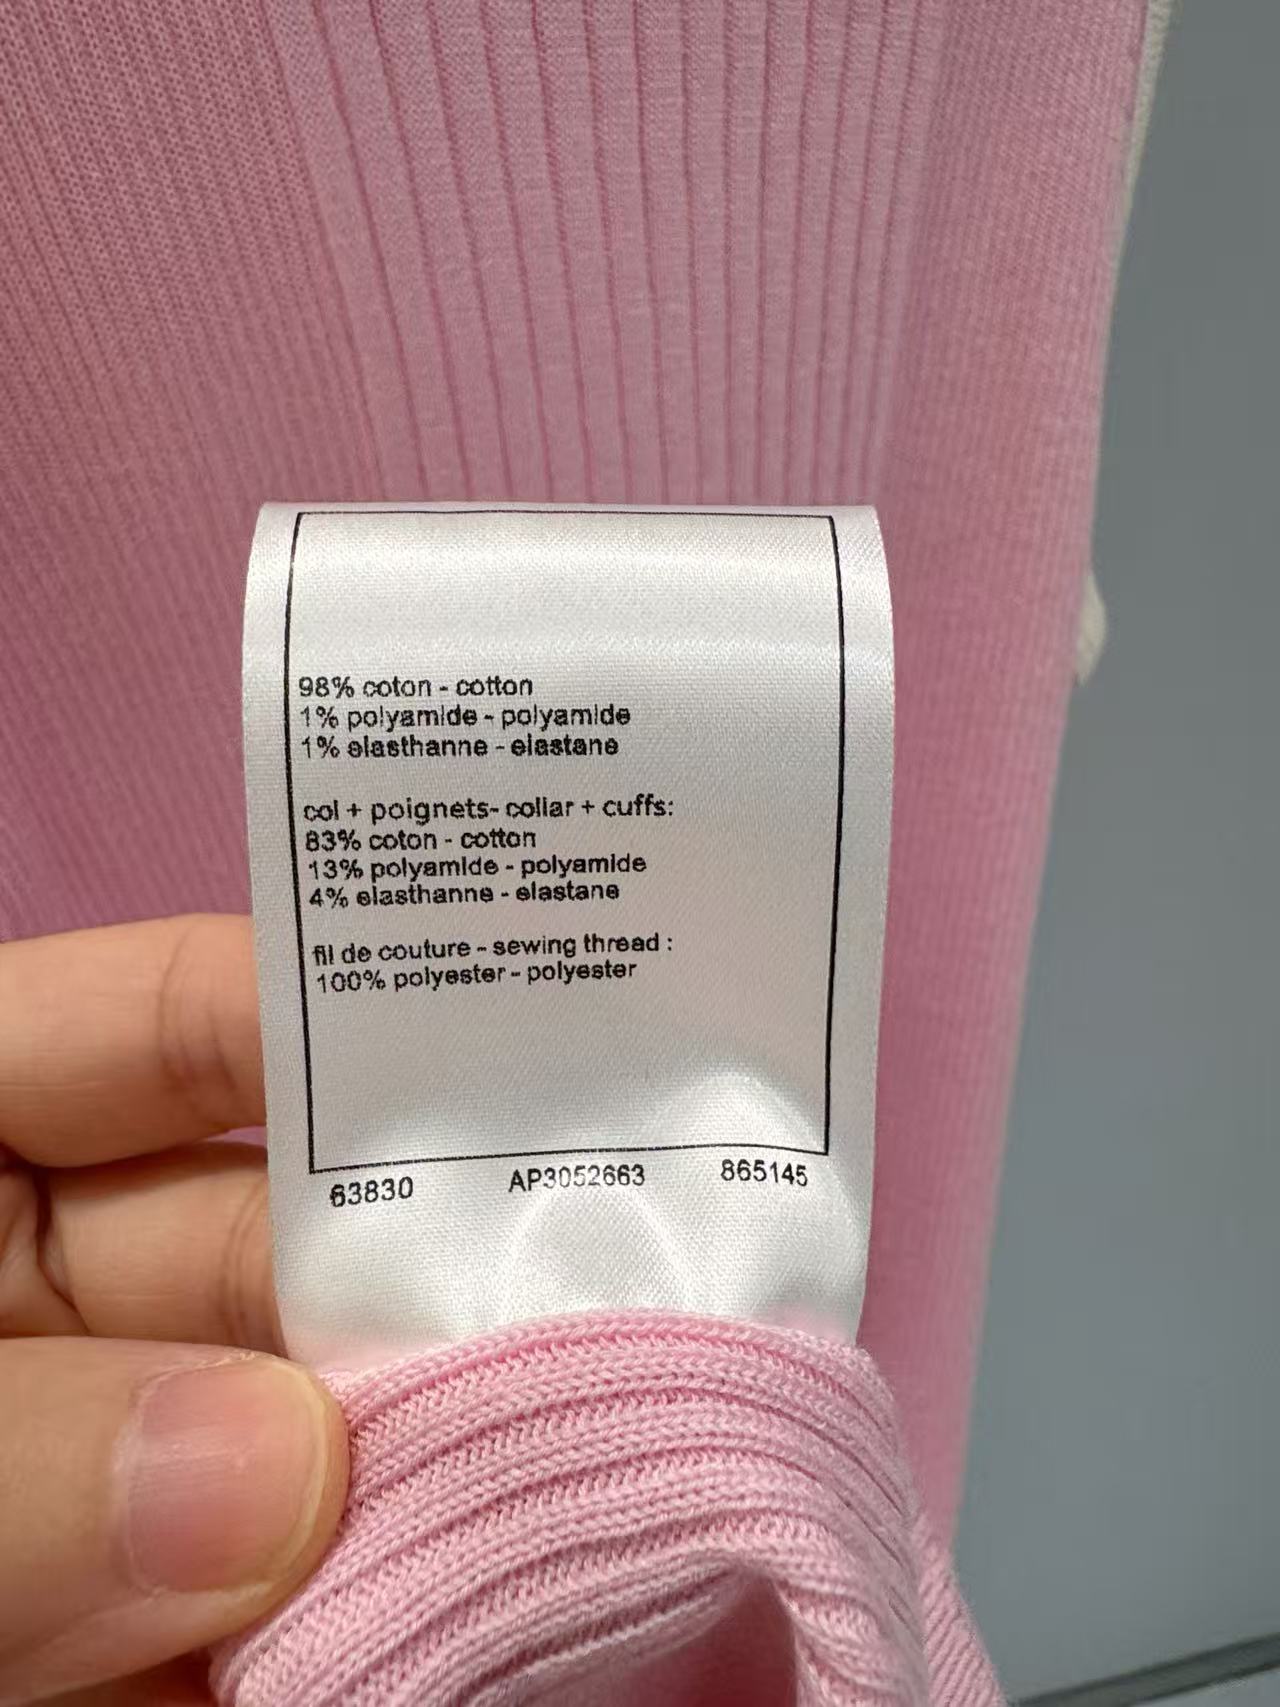 98% coton - cotton
1% polyamide - polyamide
1% elasthanne - elastane
col + poignets- collar + cuffs:
83% coton - cotton
13% polyamide - polyamide
4% elasthanne - elastane
fil de couture - sewing thread :
100% polyester - polyester
63830 AP3052663 865145